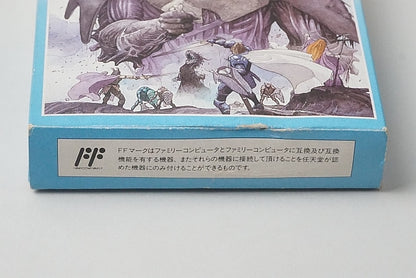 FFマークはファミリーコンピュータとファミリーコンピュータに互換及び互換
機能を有する機器、またそれらの機器に接続して頂けることを任天堂が認
めた機器にのみ付けることができるものです。